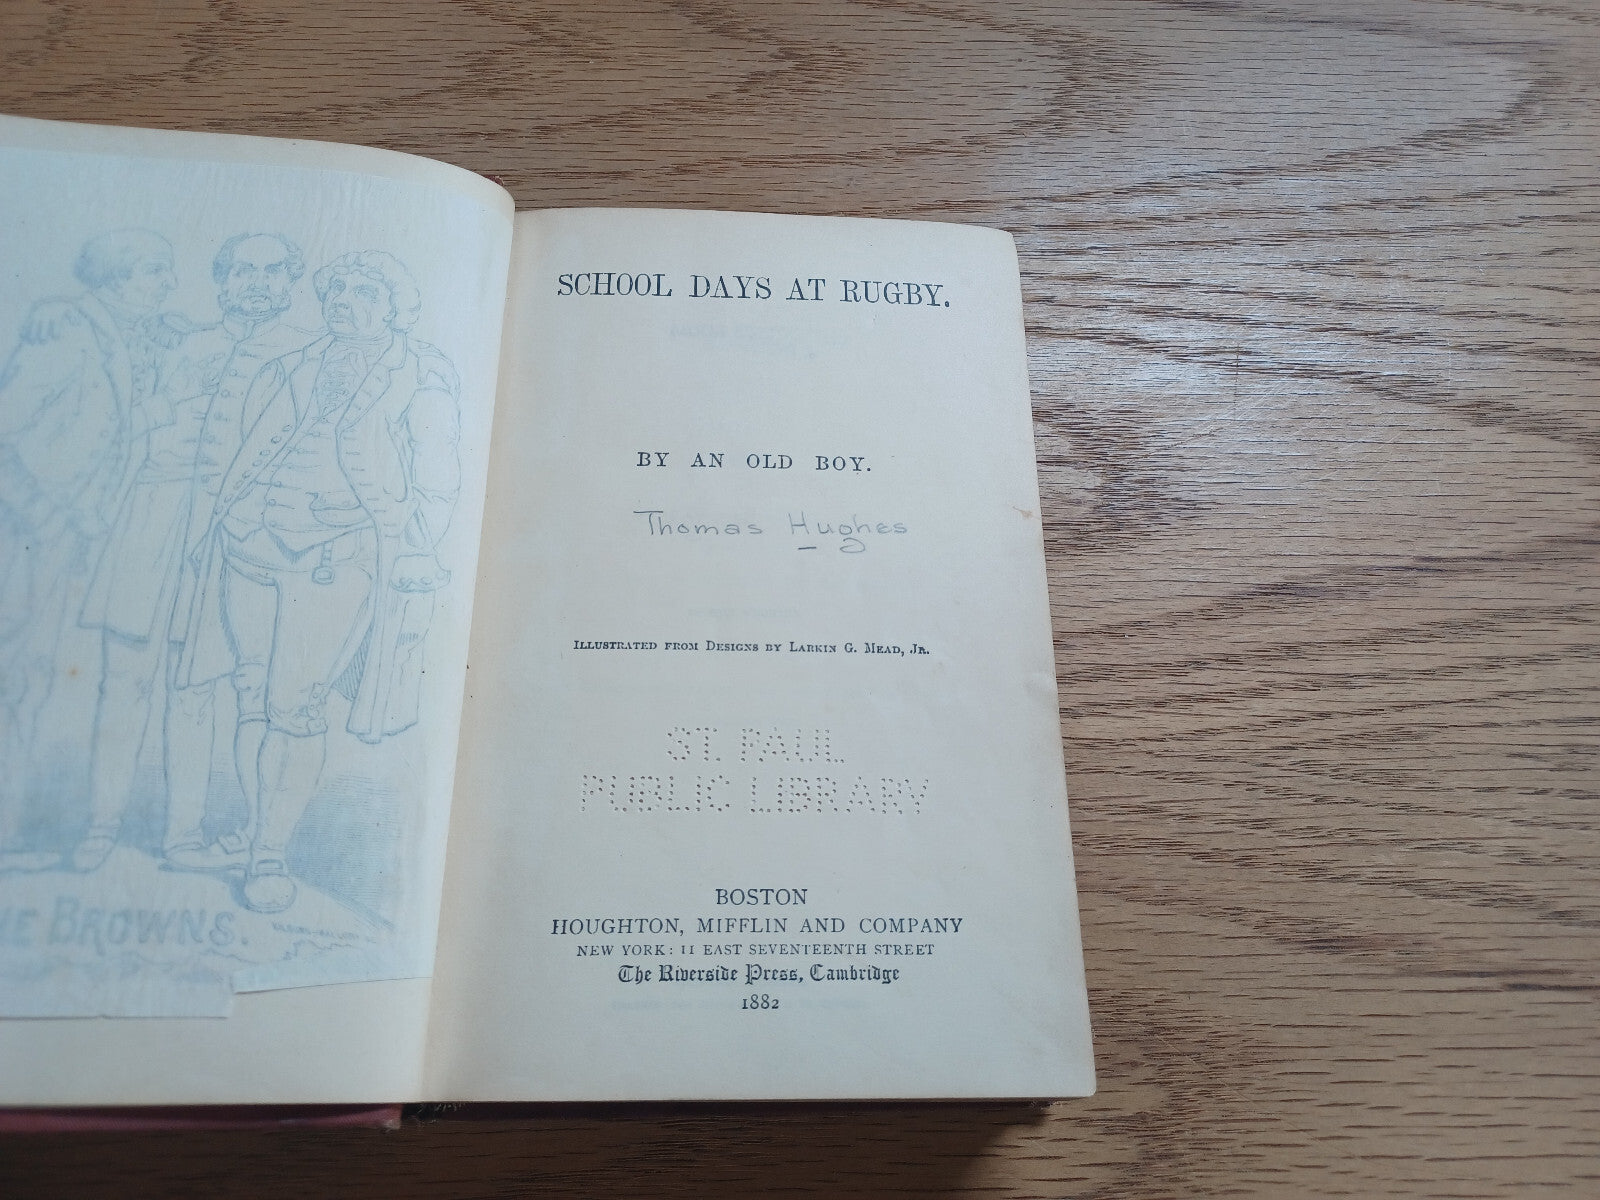 HE BROWNS.
SCHOOL DAYS AT RUGBY.
BY AN OLD BOY.
Thomas Hughes
ILLUSTRATED FROM DESIGNS BY LARKIN G. MEAD, JR.
ST. PAUL
PUBLIC LIBRARY
BOSTON
HOUGHTON, MIFFLIN AND COMPANY
NEW YORK: 11 EAST SEVENTEENTH STREET
The Riverside Press, Cambridge
1882